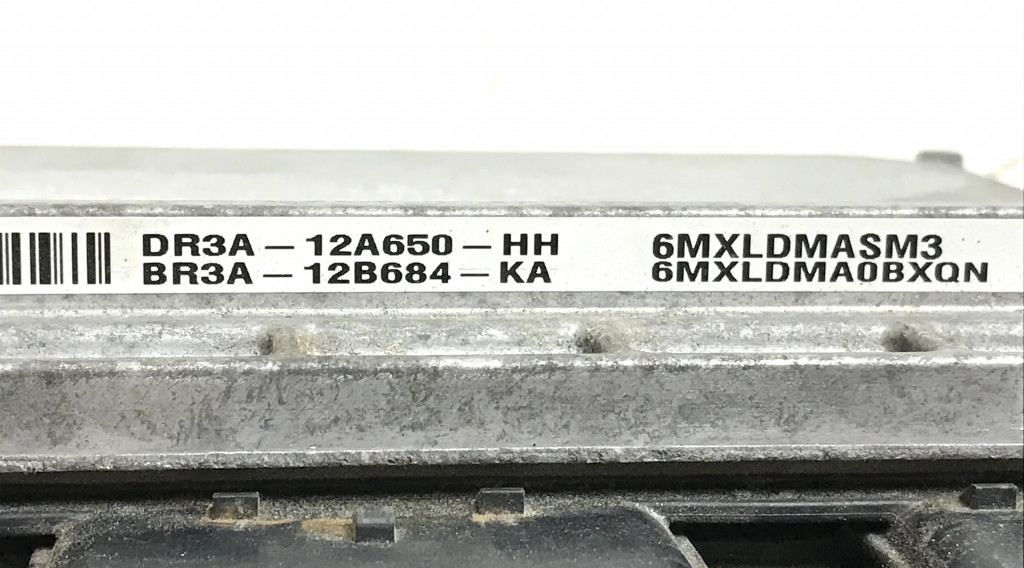 DR3A – 12A650 – HH 6MXLDMASM3
BR3A – 12B684 – KA 6MXLDMA0BXQN